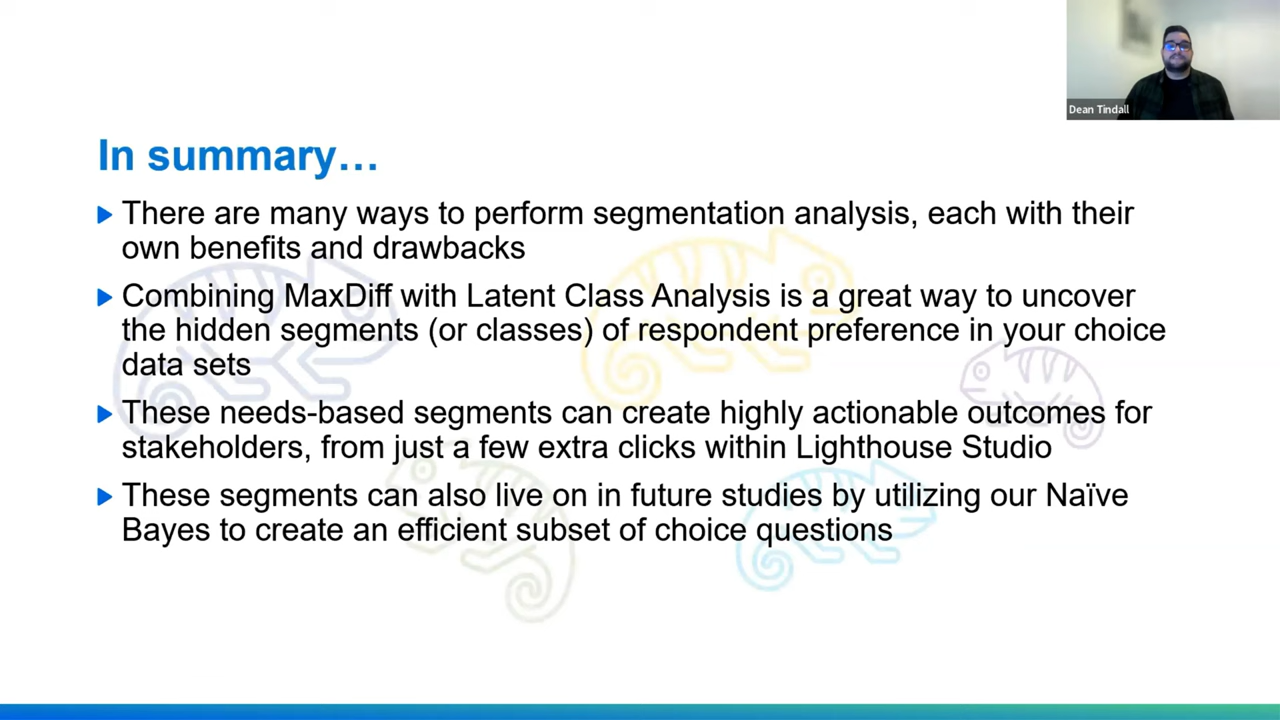 Dean Tindall
In summary…
There are many ways to perform segmentation analysis, each with their
own benefits and drawbacks
Combining MaxDiff with Latent Class Analysis is a great way to uncover
the hidden segments (or classes) of respondent preference in your choice
data sets
These needs-based segments can create highly actionable outcomes for
stakeholders, from just a few extra clicks within Lighthouse Studio
These segments can also live on in future studies by utilizing our Naïve
Bayes to create an efficient subset of choice questions